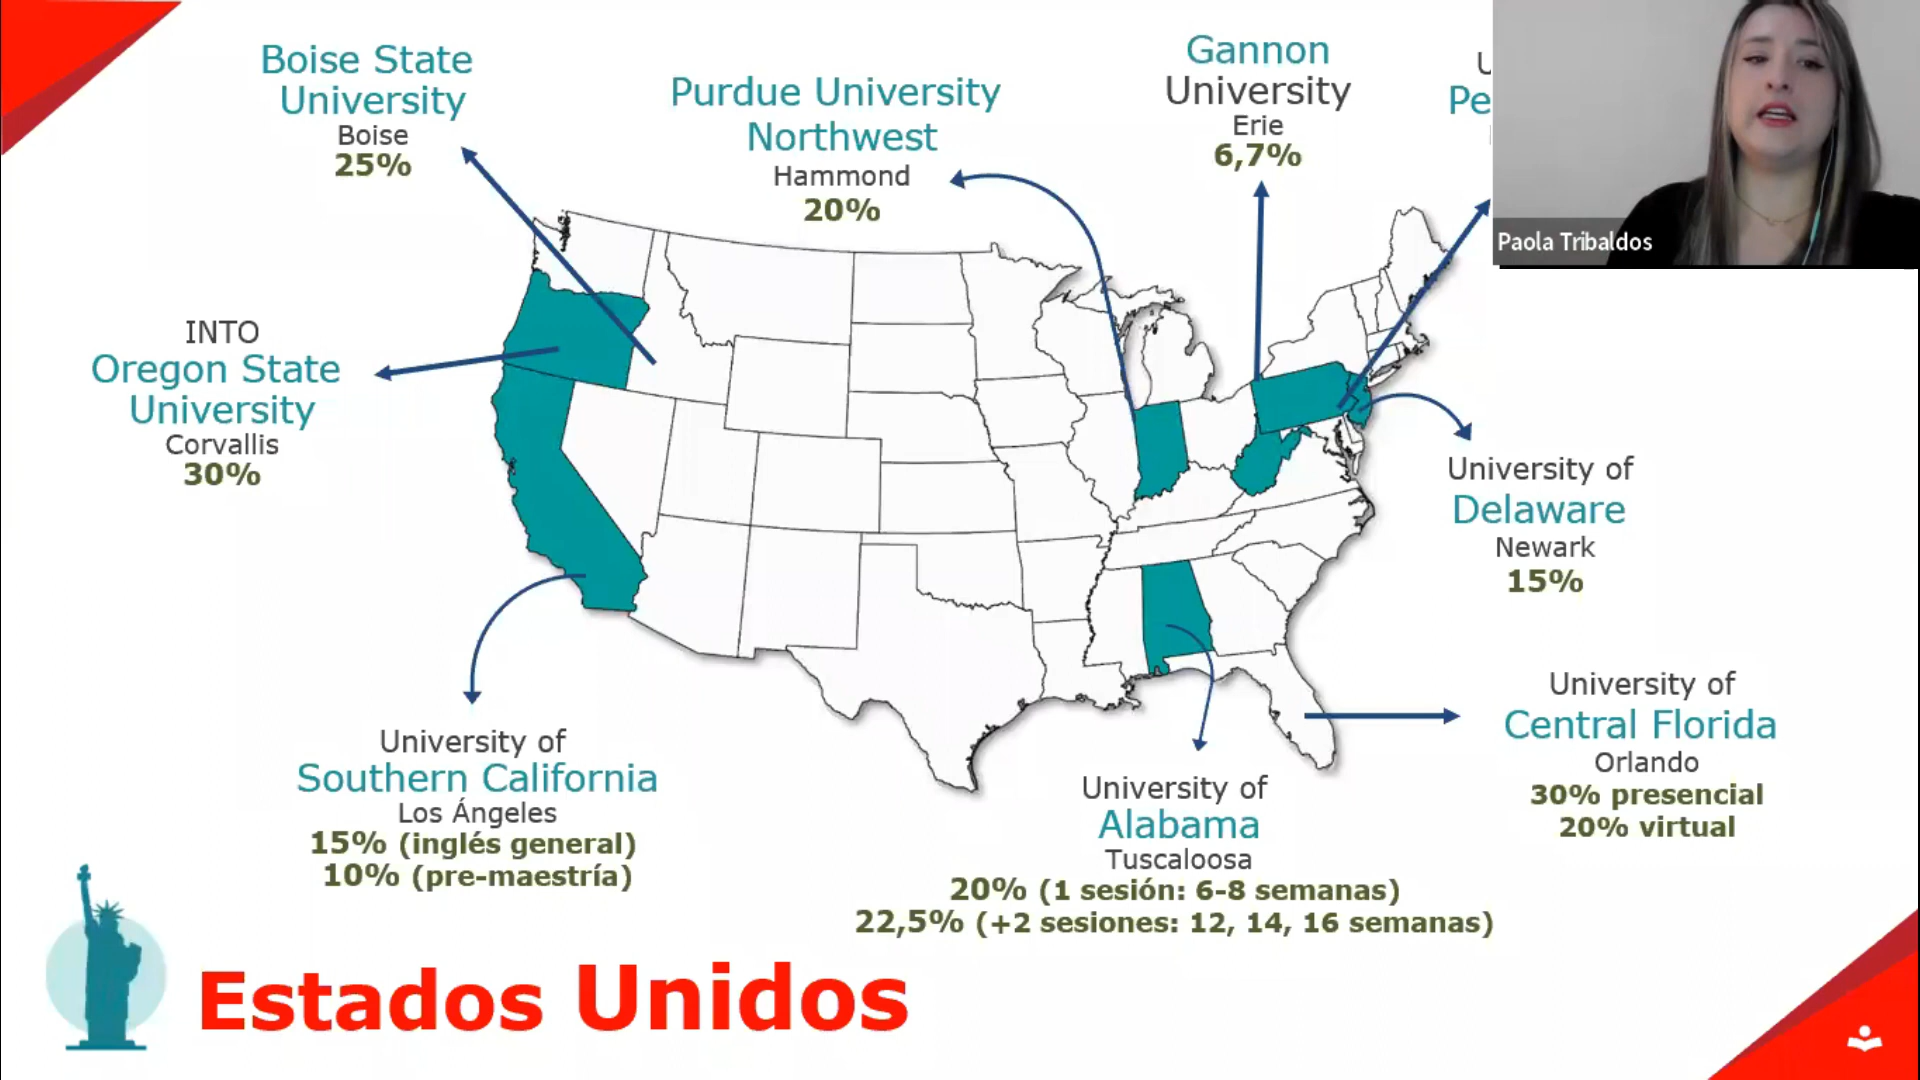 Boise State
University
Boise
25%
Purdue University
Northwest
Hammond
20%
Gannon
University
Erie
6,7%
Paola Tribaldos
INTO
Oregon State
University
Corvallis
30%
University of
Delaware
Newark
15%
University of
Southern California
Los Ángeles
15% (inglés general)
10% (pre-maestría)
University of
Alabama
Tuscaloosa
20% (1 sesión: 6-8 semanas)
22,5% (+2 sesiones: 12, 14, 16 semanas)
University of
Central Florida
Orlando
30% presencial
20% virtual
Estados Unidos